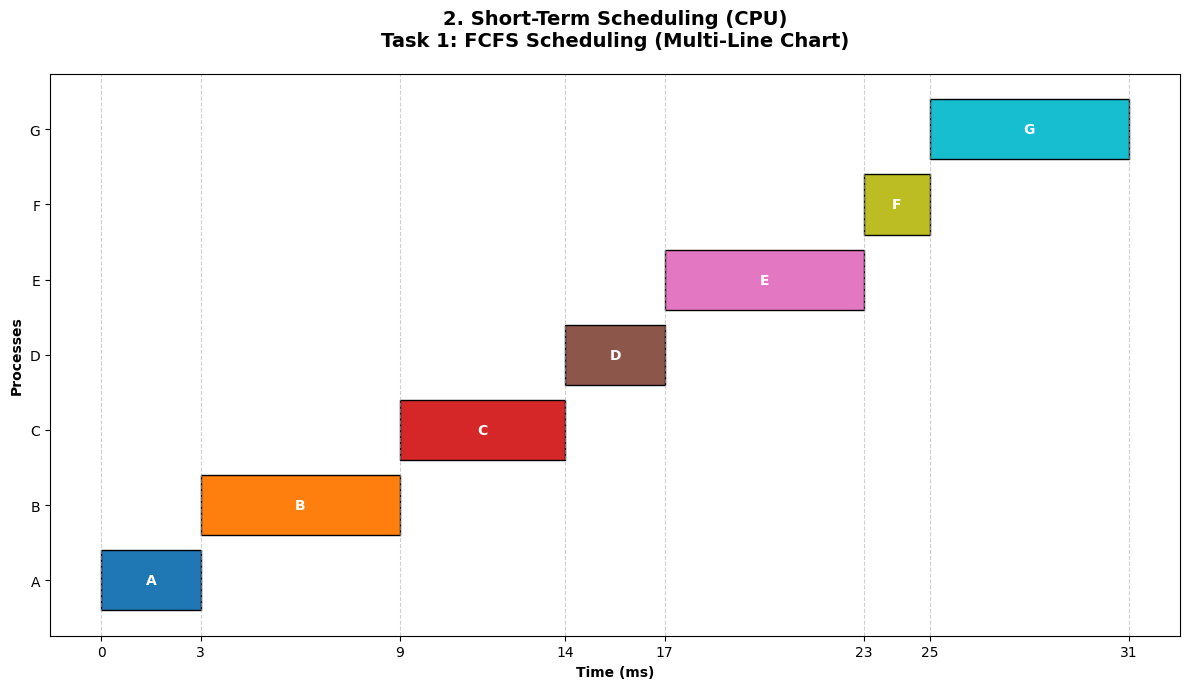 2. Short-Term Scheduling (CPU)
Task 1: FCFS Scheduling (Multi-Line Chart)
G
G
F
F
E
E
Processes
D
D
C
C
B
B
A
A
0 3 9 14 17 23 25 31
Time (ms)